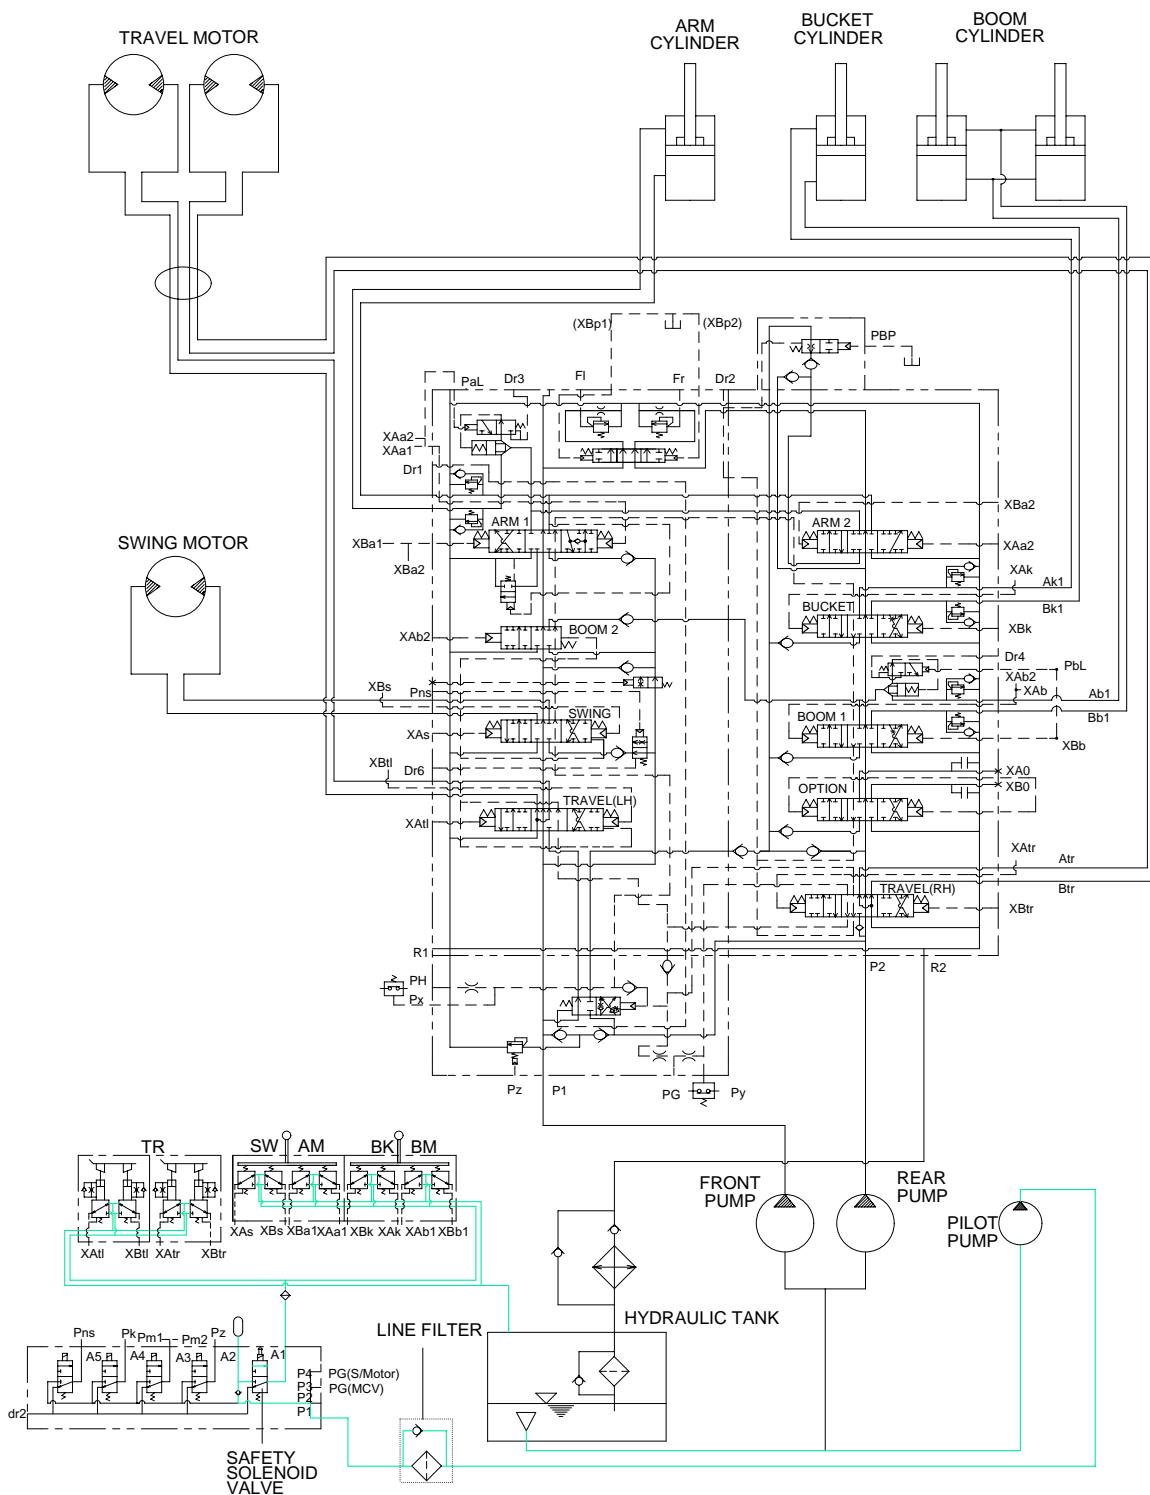 TRAVEL MOTOR
ARM
CYLINDER
BUCKET
CYLINDER
BOOM
CYLINDER
(XBp1)
(XBp2)
PBP
PaL
Dr3
Fl
Fr
Dr2
XAa2
XAa1
Dr1
XBa2
ARM 1
ARM 2
SWING MOTOR
XBa1
XBa2
XAa2
XAk
Ak1
Bk1
BUCKET
XBk
XAb2
BOOM 2
Dr4
PbL
XAb2
XAb
Ab1
XBs
Pns
Bb1
SWING
BOOM 1
XAs
XBb
XBtl
Dr6
XA0
XB0
OPTION
TRAVEL(LH)
XAtl
XAtr
Atr
Btr
TRAVEL(RH)
XBtr
R1
P2
R2
PH
Px
Pz
P1
PG
Py
TR
SW
AM
BK
BM
FRONT
PUMP
REAR
PUMP
PILOT
PUMP
XAs
XBs
XBa1
XAa1
XBk
XAk
XAb1
XBb1
XAtl
XBtl
XAtr
XBtr
HYDRAULIC TANK
LINE FILTER
Pns
Pk
Pm1
Pm2
Pz
A5
A4
A3
A2
A1
P4
PG(S/Motor)
P3
PG(MCV)
P2
P1
dr2
SAFETY
SOLENOID
VALVE